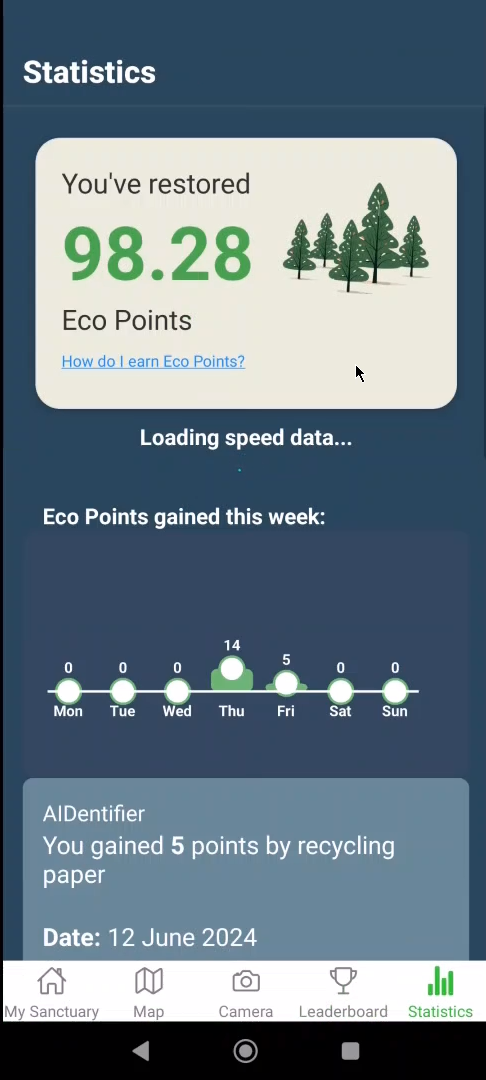 Statistics
You've restored
98.28
Eco Points
How do I earn Eco Points?
Loading speed data...
Eco Points gained this week:
0 0 0 14 5 0 0
Mon Tue Wed Thu Fri Sat Sun
AIDentifier
You gained 5 points by recycling
paper
Date: 12 June 2024
My Sanctuary Map Camera Leaderboard Statistics